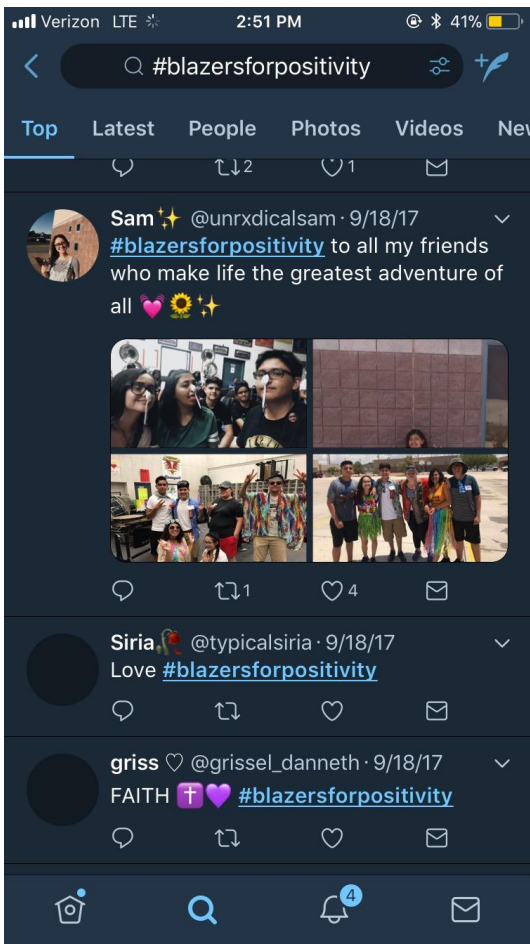 Verizon LTE 2:51 PM 41%
#blazersforpositivity
Top Latest People Photos Videos New
2 1
Sam✨ @unrxdicalsam · 9/18/17
#blazersforpositivity to all my friends
who make life the greatest adventure of
all 💓🌻✨
1 4
Siria🥀 @typicalsiria · 9/18/17
Love #blazersforpositivity
griss ♡ @grissel_danneth · 9/18/17
FAITH ✝️💜 #blazersforpositivity
4